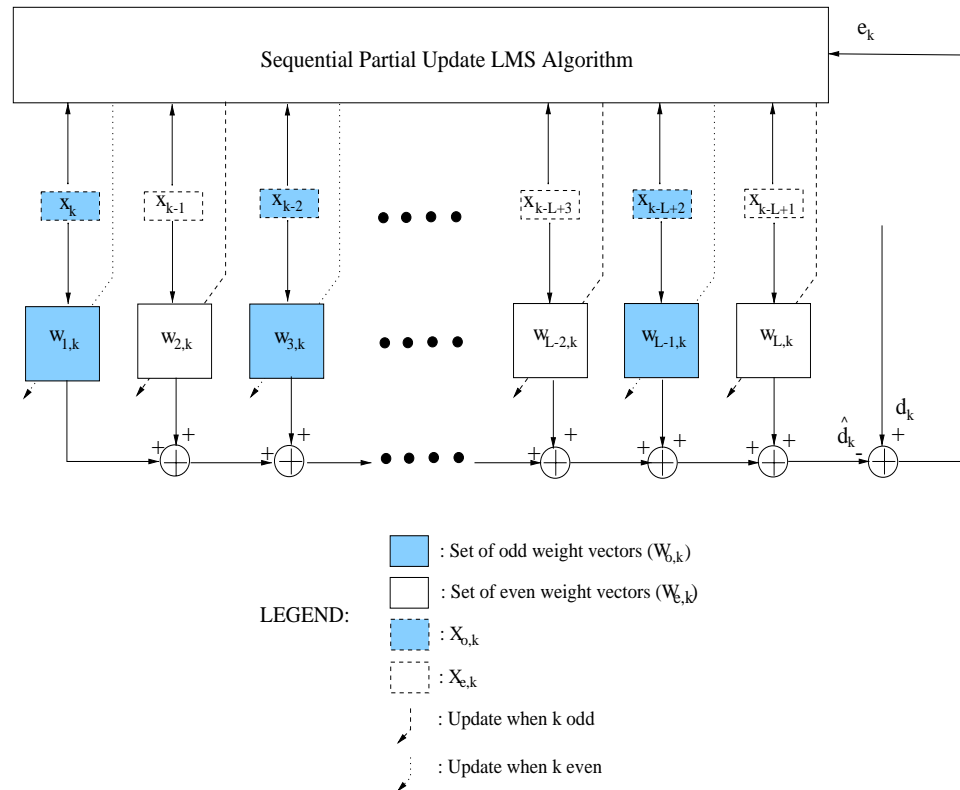 e_k
Sequential Partial Update LMS Algorithm
x_k x_{k-1} x_{k-2} x_{k-L+3} x_{k-L+2} x_{k-L+1}
w_{1,k} w_{2,k} w_{3,k} w_{L-2,k} w_{L-1,k} w_{L,k}
d_k
^d_k
+ + + + + + + + + + + -
+ + + + + +
: Set of odd weight vectors (W_{o,k})
: Set of even weight vectors (W_{e,k})
LEGEND:
: X_{o,k}
: X_{e,k}
: Update when k odd
: Update when k even